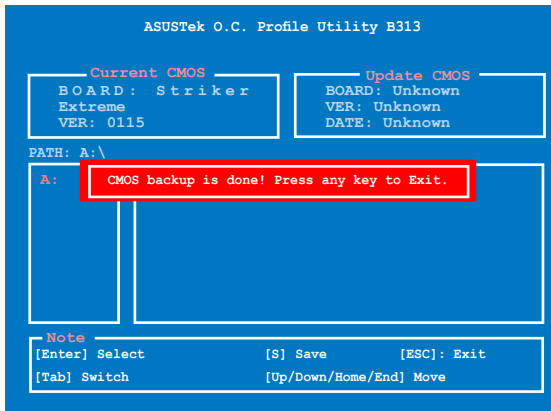 ASUSTek O.C. Profile Utility B313
Current CMOS
BOARD: Striker
Extreme
VER: 0115
Update CMOS
BOARD: Unknown
VER: Unknown
DATE: Unknown
PATH: A:\
A:
CMOS backup is done! Press any key to Exit.
Note
[Enter] Select [S] Save [ESC]: Exit
[Tab] Switch [Up/Down/Home/End] Move